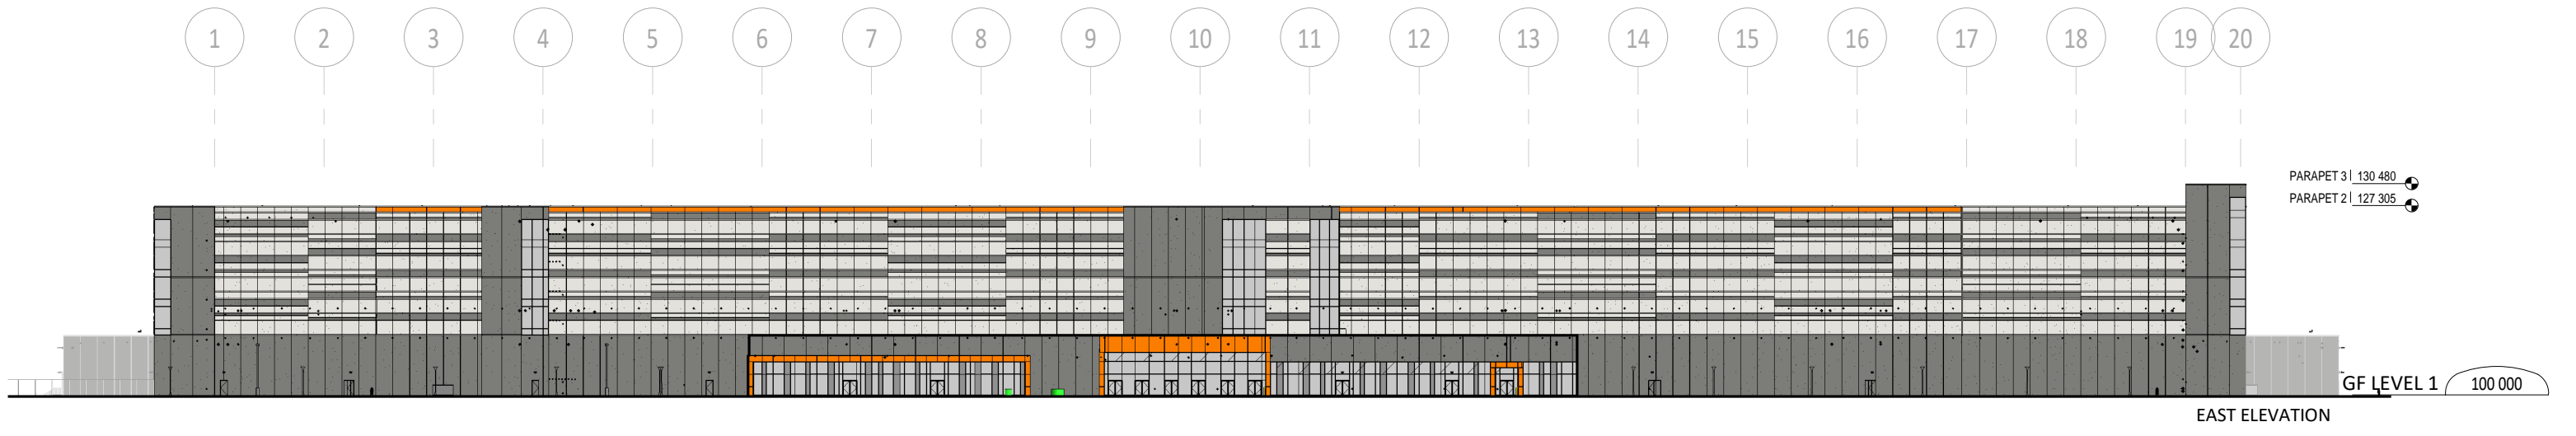 1 2 3 4 5 6 7 8 9 10 11 12 13 14 15 16 17 18 19 20
PARAPET 3 130 480
PARAPET 2 127 305
GF LEVEL 1 100 000
EAST ELEVATION